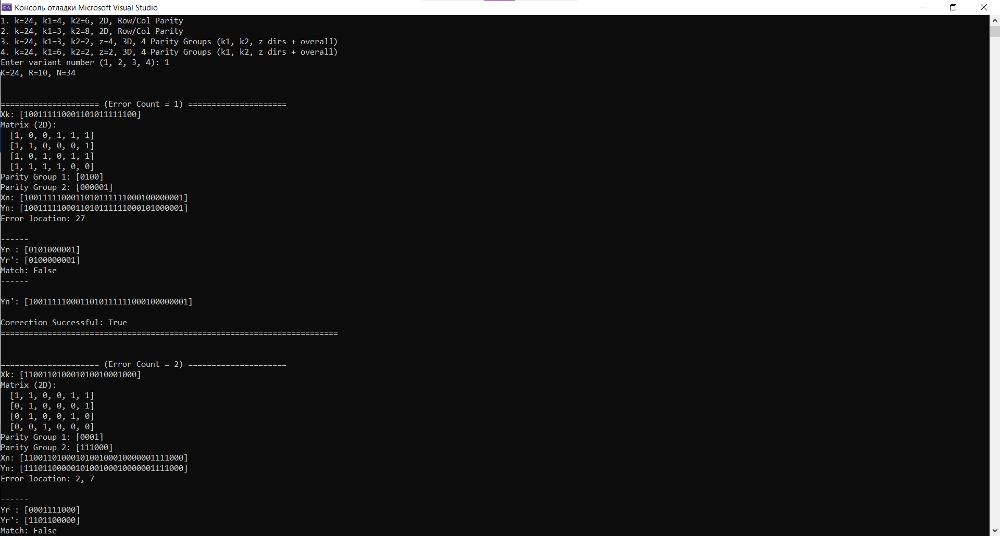 Консоль отладки Microsoft Visual Studio
1. k=24, k1=4, k2=6, 2D, Row/Col Parity
2. k=24, k1=3, k2=8, 2D, Row/Col Parity
3. k=24, k1=3, k2=2, z=4, 3D, 4 Parity Groups (k1, k2, z dirs + overall)
4. k=24, k1=6, k2=2, z=2, 3D, 4 Parity Groups (k1, k2, z dirs + overall)
Enter variant number (1, 2, 3, 4): 1
K=24, R=10, N=34
===================== (Error Count = 1) =====================
Xk: [100111110001101011111100]
Matrix (2D):
[1, 0, 0, 1, 1, 1]
[1, 1, 0, 0, 0, 1]
[1, 0, 1, 0, 1, 1]
[1, 1, 1, 1, 0, 0]
Parity Group 1: [0100]
Parity Group 2: [000001]
Xn: [1001111100011010111111000100000001]
Yn: [1001111100011010111111000101000001]
Error location: 27
------
Yr : [0101000001]
Yr': [0100000001]
Match: False
------
Yn': [1001111100011010111111000100000001]
Correction Successful: True
========================================================================
===================== (Error Count = 2) =====================
Xk: [110011010001010010001000]
Matrix (2D):
[1, 1, 0, 0, 1, 1]
[0, 1, 0, 0, 0, 1]
[0, 1, 0, 0, 1, 0]
[0, 0, 1, 0, 0, 0]
Parity Group 1: [0001]
Parity Group 2: [111000]
Xn: [1100110100010100100010000001111000]
Yn: [1110110000010100100010000001111000]
Error location: 2, 7
------
Yr : [0001111000]
Yr': [1101100000]
Match: False